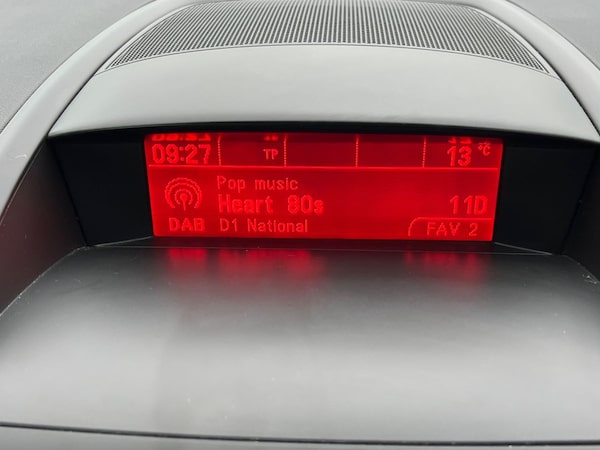 09:27 TP 13 °C
Pop music
Heart 80s 11D
DAB D1 National FAV 2